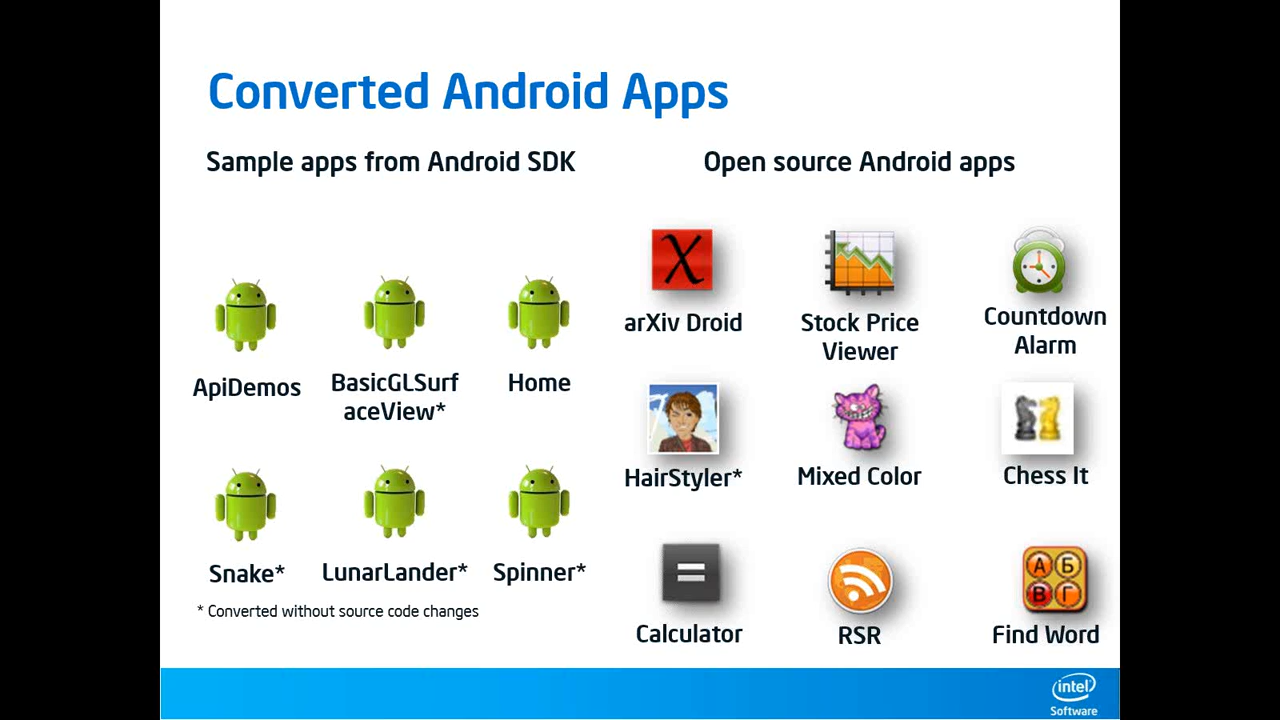 Converted Android Apps
Sample apps from Android SDK
ApiDemos
BasicGLSurf
aceView*
Home
Snake*
LunarLander*
Spinner*
* Converted without source code changes
Open source Android apps
X
arXiv Droid
Stock Price
Viewer
Countdown
Alarm
HairStyler*
Mixed Color
Chess It
=
Calculator
RSR
А Б
В Г
Find Word
intel
Software